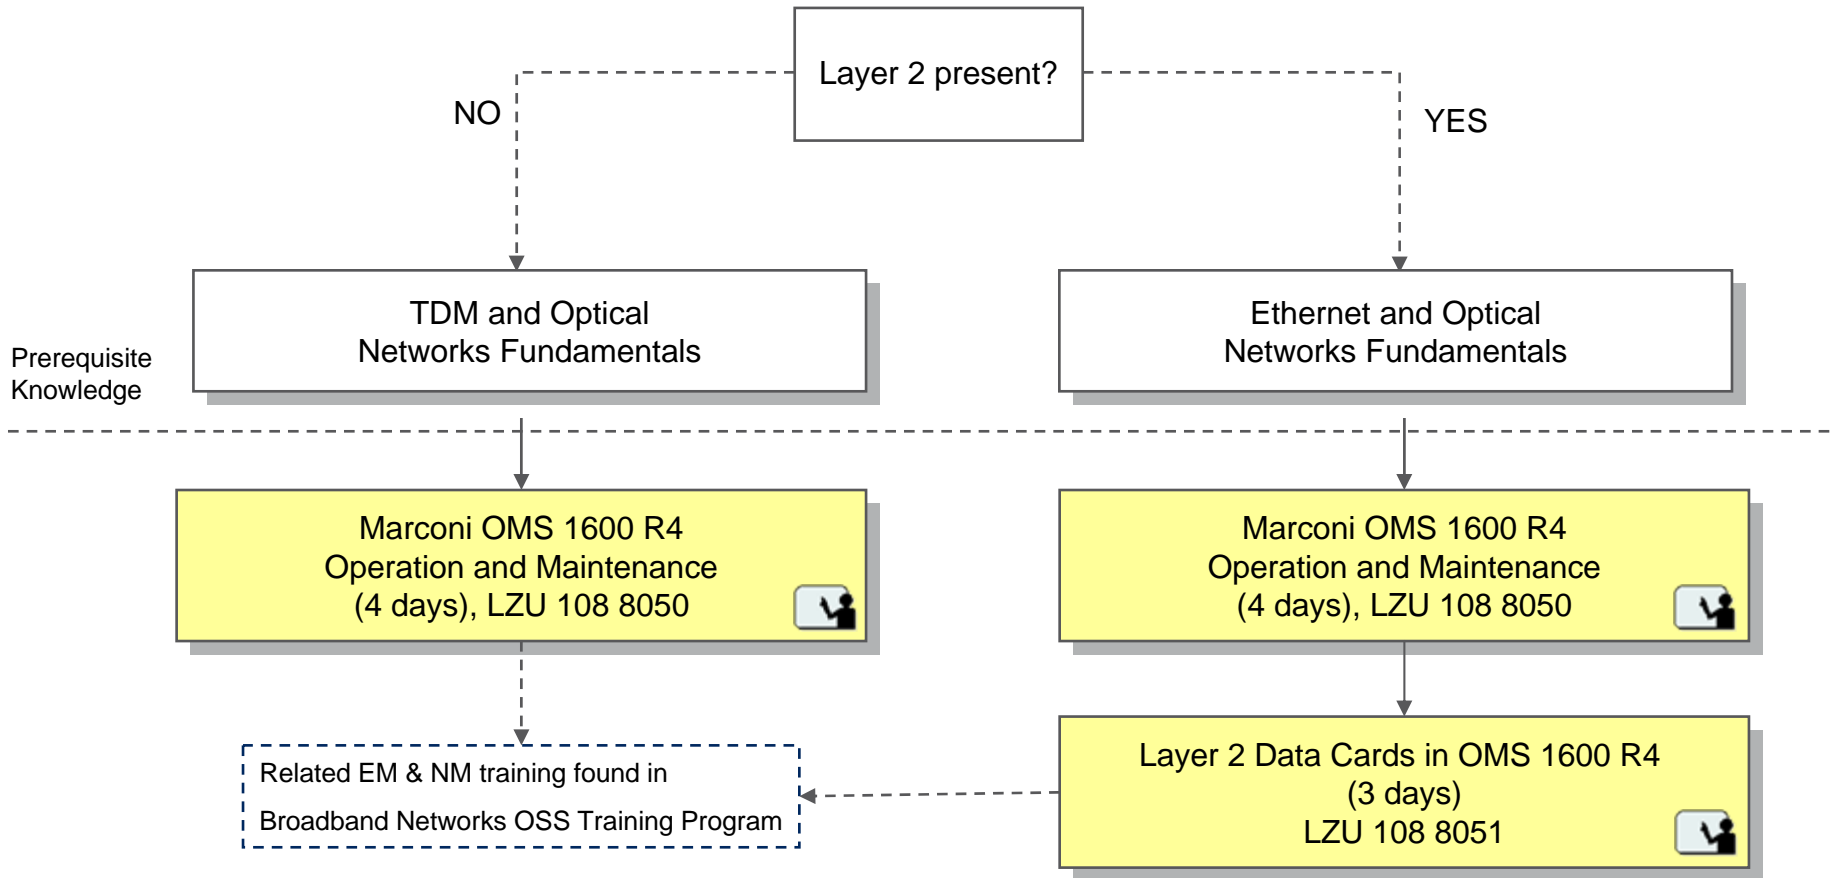 Layer 2 present?
NO
YES
TDM and Optical
Networks Fundamentals
Ethernet and Optical
Networks Fundamentals
Prerequisite
Knowledge
Marconi OMS 1600 R4
Operation and Maintenance
(4 days), LZU 108 8050
Marconi OMS 1600 R4
Operation and Maintenance
(4 days), LZU 108 8050
Related EM & NM training found in
Broadband Networks OSS Training Program
Layer 2 Data Cards in OMS 1600 R4
(3 days)
LZU 108 8051